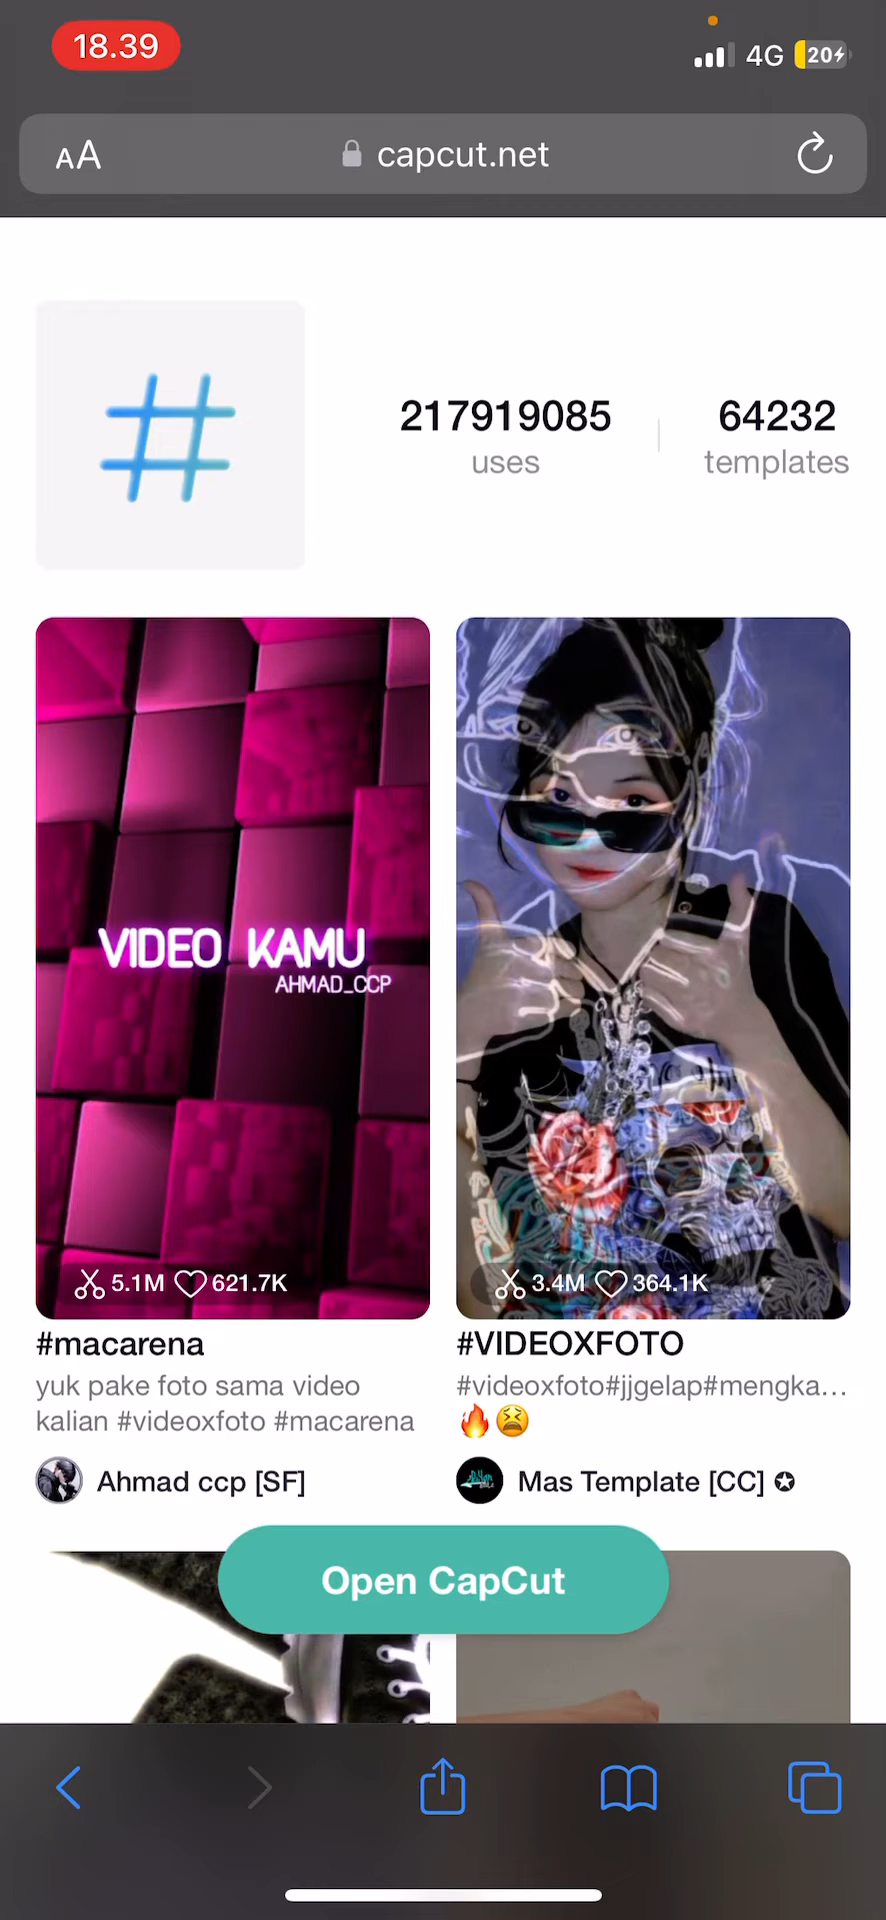 18.39
4G
20
AA
capcut.net
217919085
uses
64232
templates
VIDEO KAMU
AHMAD_CCP
5.1M
621.7K
3.4M
364.1K
#macarena
yuk pake foto sama video
kalian #videoxfoto #macarena
Ahmad ccp [SF]
#VIDEOXFOTO
#videoxfoto#jjgelap#mengka...
🔥😫
Mas Template [CC]
Open CapCut